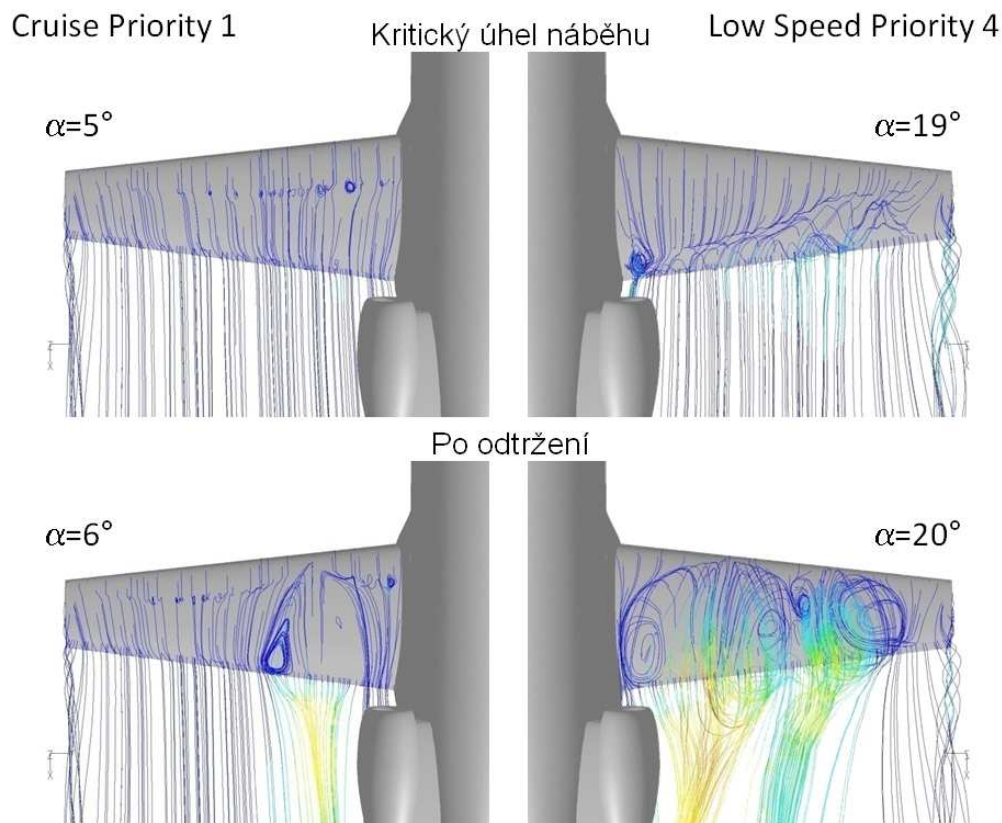 Cruise Priority 1
Kritický úhel náběhu
Low Speed Priority 4
α=5°
α=19°
Po odtržení
α=6°
α=20°